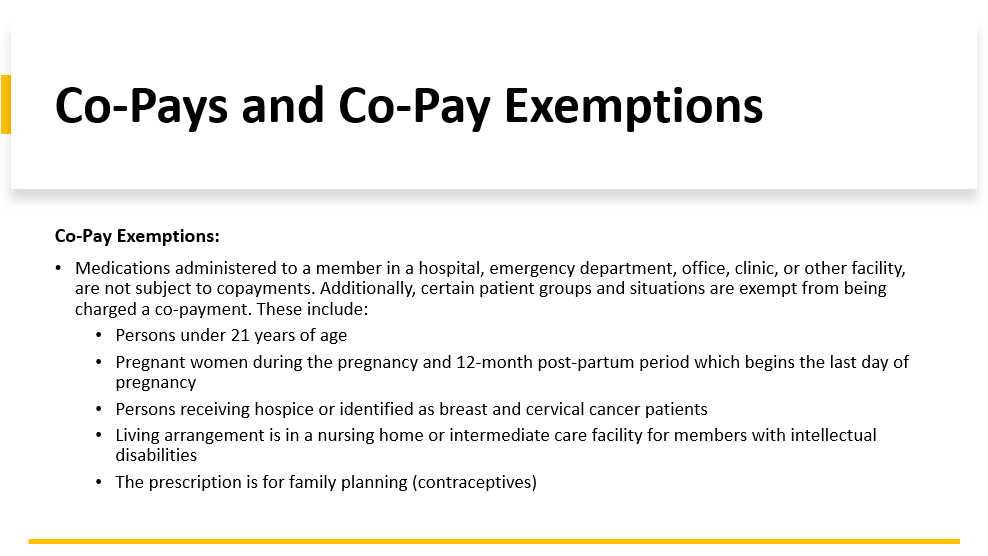 Co-Pays and Co-Pay Exemptions
Co-Pay Exemptions:
• Medications administered to a member in a hospital, emergency department, office, clinic, or other facility,
are not subject to copayments. Additionally, certain patient groups and situations are exempt from being
charged a co-payment. These include:
• Persons under 21 years of age
• Pregnant women during the pregnancy and 12-month post-partum period which begins the last day of
pregnancy
• Persons receiving hospice or identified as breast and cervical cancer patients
• Living arrangement is in a nursing home or intermediate care facility for members with intellectual
disabilities
• The prescription is for family planning (contraceptives)